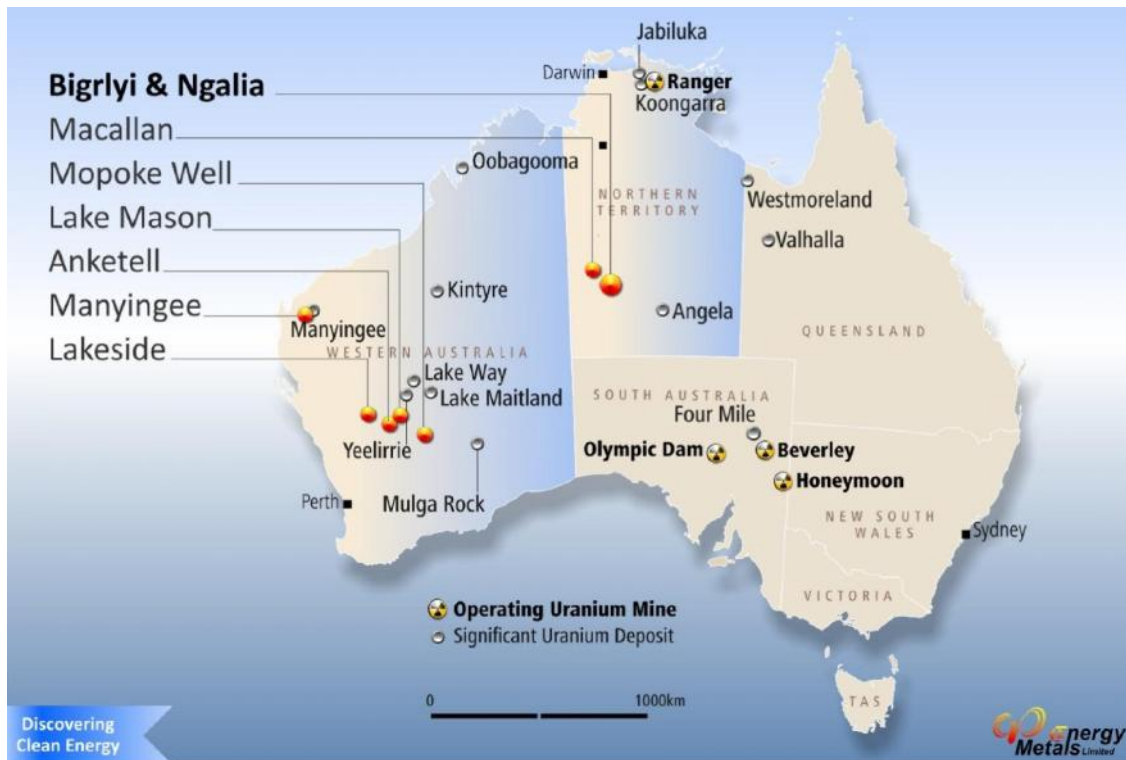 Jabiluka
Darwin
Ranger
Koongarra
Bigrlyi & Ngalia
Macallan
Mopoke Well
Lake Mason
Anketell
Manyingee
Lakeside
Oobagooma
NORTHERN
TERRITORY
Westmoreland
Valhalla
Kintyre
Angela
Manyingee
WESTERN AUSTRALIA
QUEENSLAND
Lake Way
Lake Maitland
SOUTH AUSTRALIA
Four Mile
Yeelirrie
Olympic Dam
Beverley
Honeymoon
Perth
Mulga Rock
NEW SOUTH
WALES
Sydney
VICTORIA
Operating Uranium Mine
Significant Uranium Deposit
0 1000km
TAS
Discovering
Clean Energy
Energy
Metals Limited